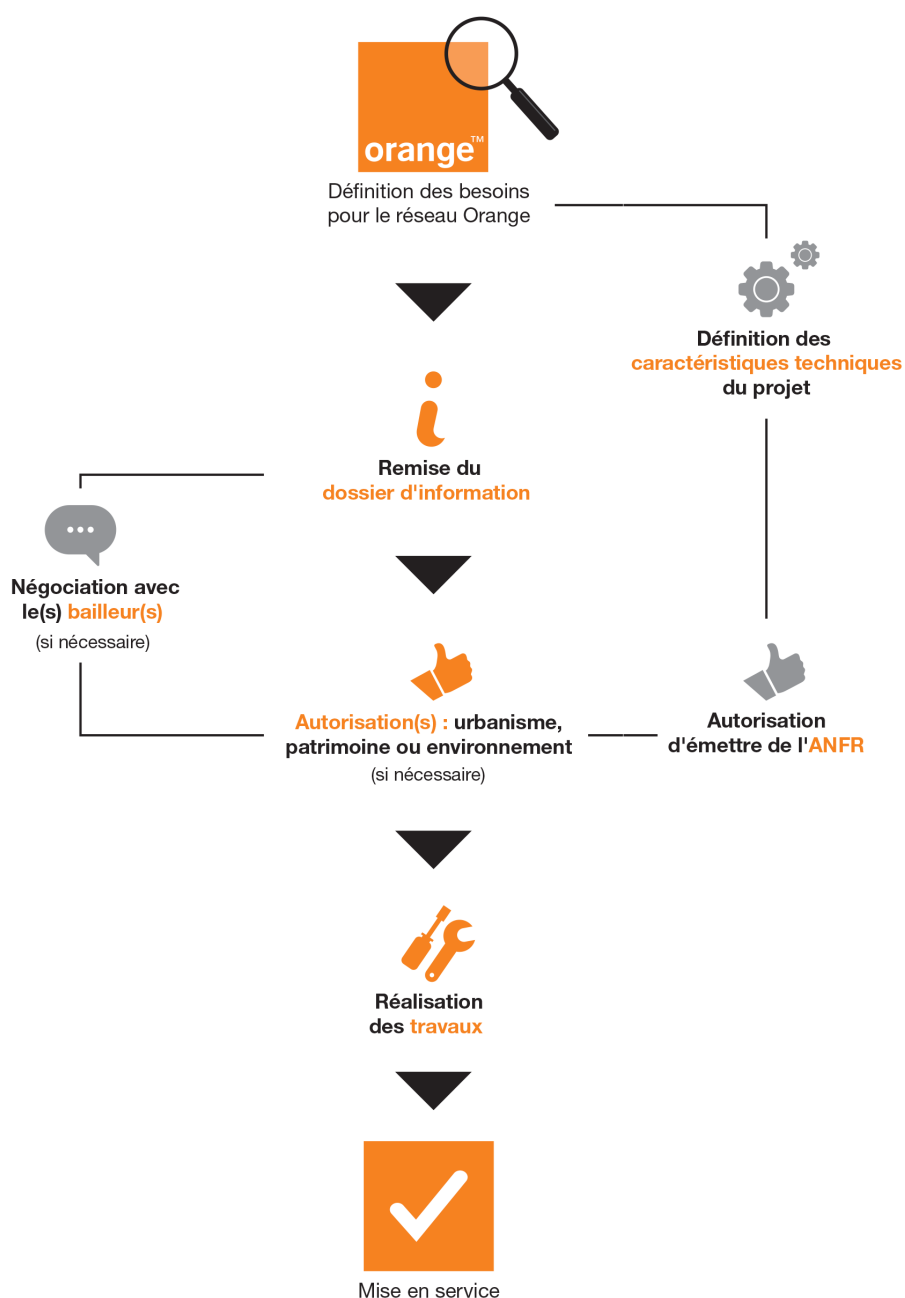 orange™
Définition des besoins
pour le réseau Orange
Définition des
caractéristiques techniques
du projet
Remise du
dossier d'information
Négociation avec
le(s) bailleur(s)
(si nécessaire)
Autorisation(s) : urbanisme,
patrimoine ou environnement
(si nécessaire)
Autorisation
d'émettre de l'ANFR
Réalisation
des travaux
Mise en service